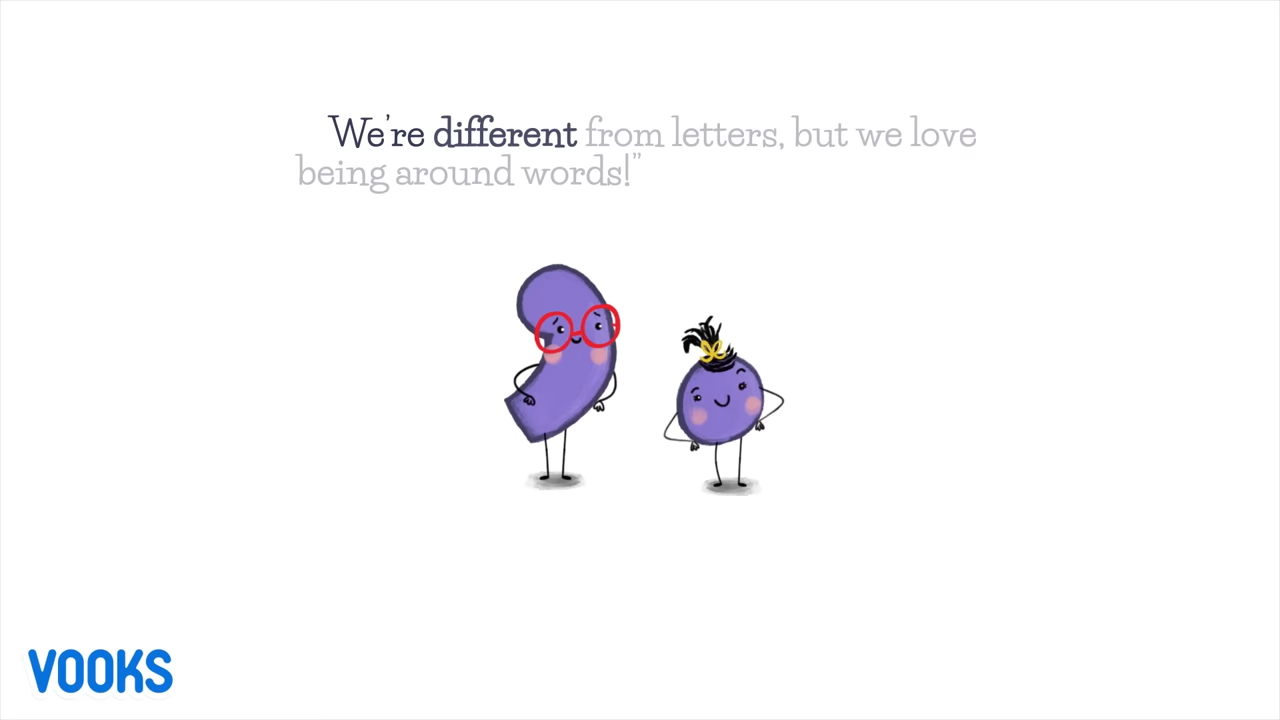 We’re different from letters, but we love
being around words!”
VOOKS